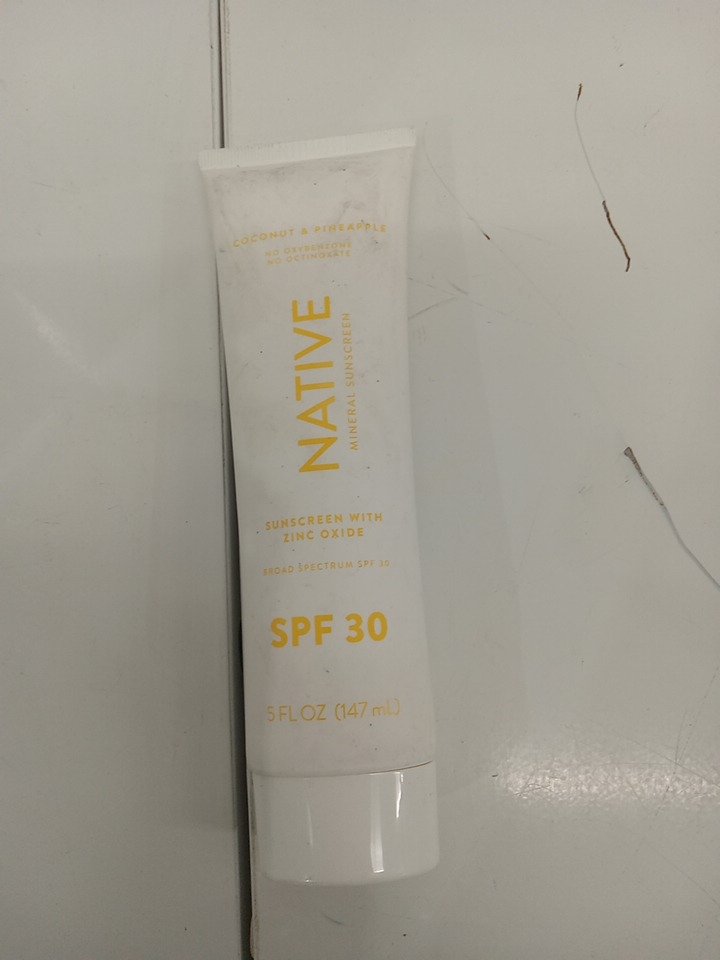 COCONUT & PINEAPPLE
NO OXYBENZONE
NO OCTINOXATE
NATIVE
MINERAL SUNSCREEN
SUNSCREEN WITH
ZINC OXIDE
BROAD SPECTRUM SPF 30
SPF 30
5 FL OZ (147 mL)